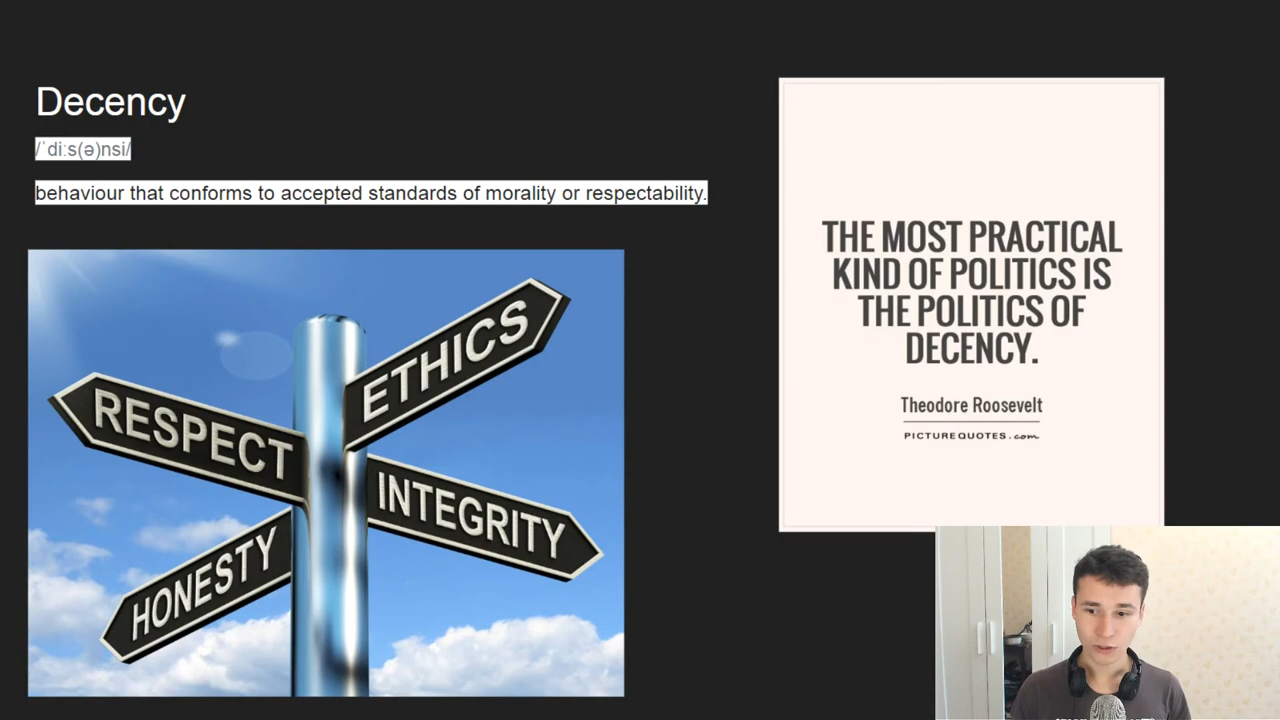 Decency
/ˈdiːs(ə)nsi/
behaviour that conforms to accepted standards of morality or respectability.
ETHICS
RESPECT
INTEGRITY
HONESTY
THE MOST PRACTICAL
KIND OF POLITICS IS
THE POLITICS OF
DECENCY.
Theodore Roosevelt
PICTUREQUOTES.com